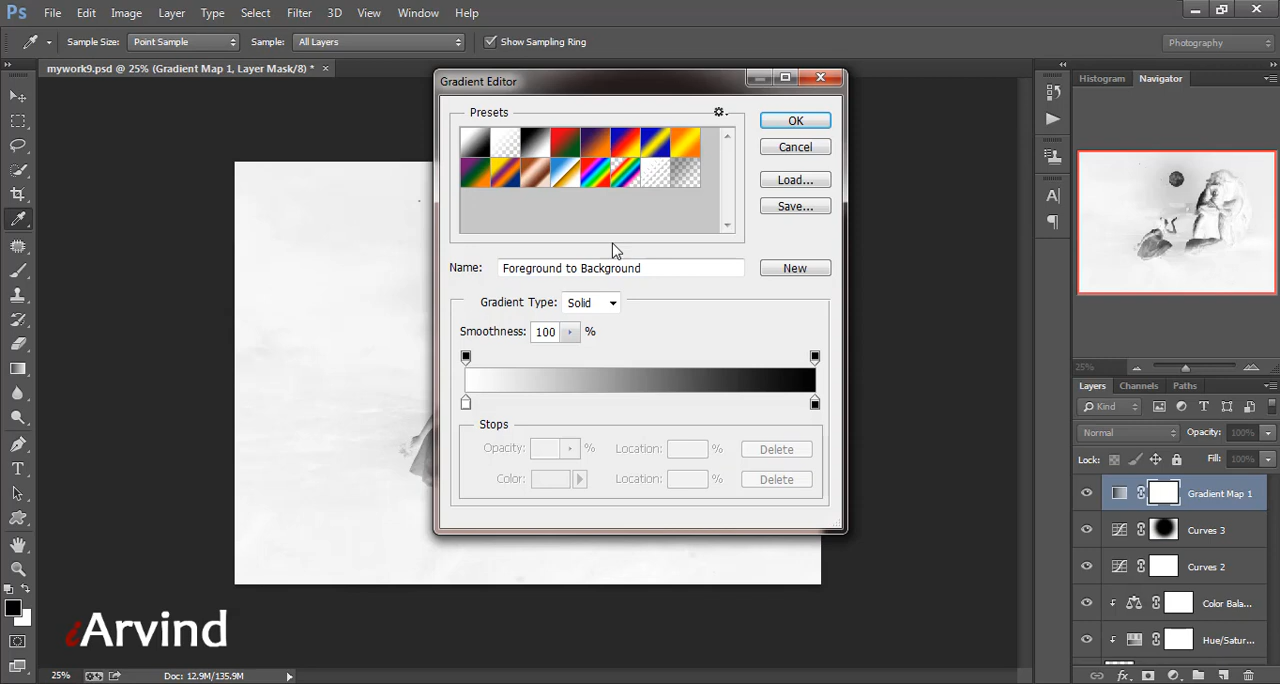 Ps File Edit Image Layer Type Select Filter 3D View Window Help
Sample Size: Point Sample Sample: All Layers Show Sampling Ring Photography
mywork9.psd @ 25% (Gradient Map 1, Layer Mask/8) * ×
Histogram Navigator
Gradient Editor
Presets
OK
Cancel
Load...
Save...
Name: Foreground to Background New
Gradient Type: Solid
Smoothness: 100 %
Stops
Opacity: % Location: % Delete
Color: Location: % Delete
25%
Layers Channels Paths
Kind
Normal Opacity: 100%
Lock: Fill: 100%
Gradient Map 1
Curves 3
Curves 2
Color Bala...
Hue/Satur...
iArvind
25% Doc: 12.9M/135.9M